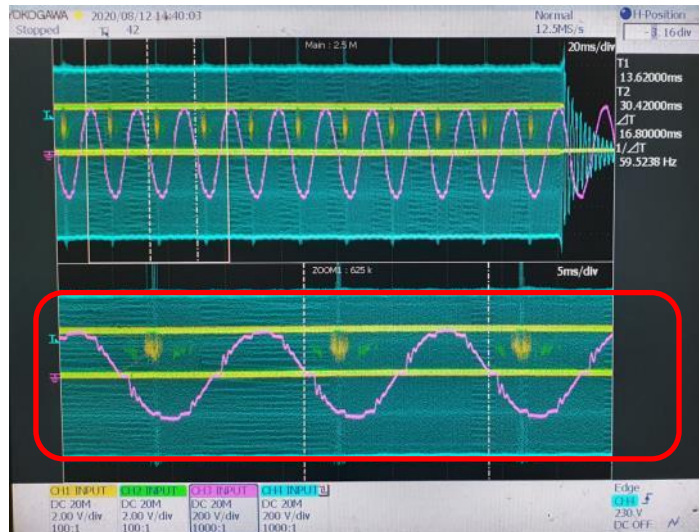 YOKOGAWA 2020/08/12 14:40:03
Stopped 42
Normal
12.5MS/s
H-Position
-3.16div
Main : 2.5 M
20ms/div
T1
13.62000ms
T2
30.42000ms
⊿T
16.80000ms
1/⊿T
59.5238 Hz
ZOOM1 : 625 k
5ms/div
CH1 INPUT
DC 20M
2.00 V/div
100:1
CH2 INPUT
DC 20M
2.00 V/div
100:1
CH3 INPUT
DC 20M
200 V/div
1000:1
CH4 INPUT
DC 20M
200 V/div
1000:1
Edge
CH4
230 V
DC OFF